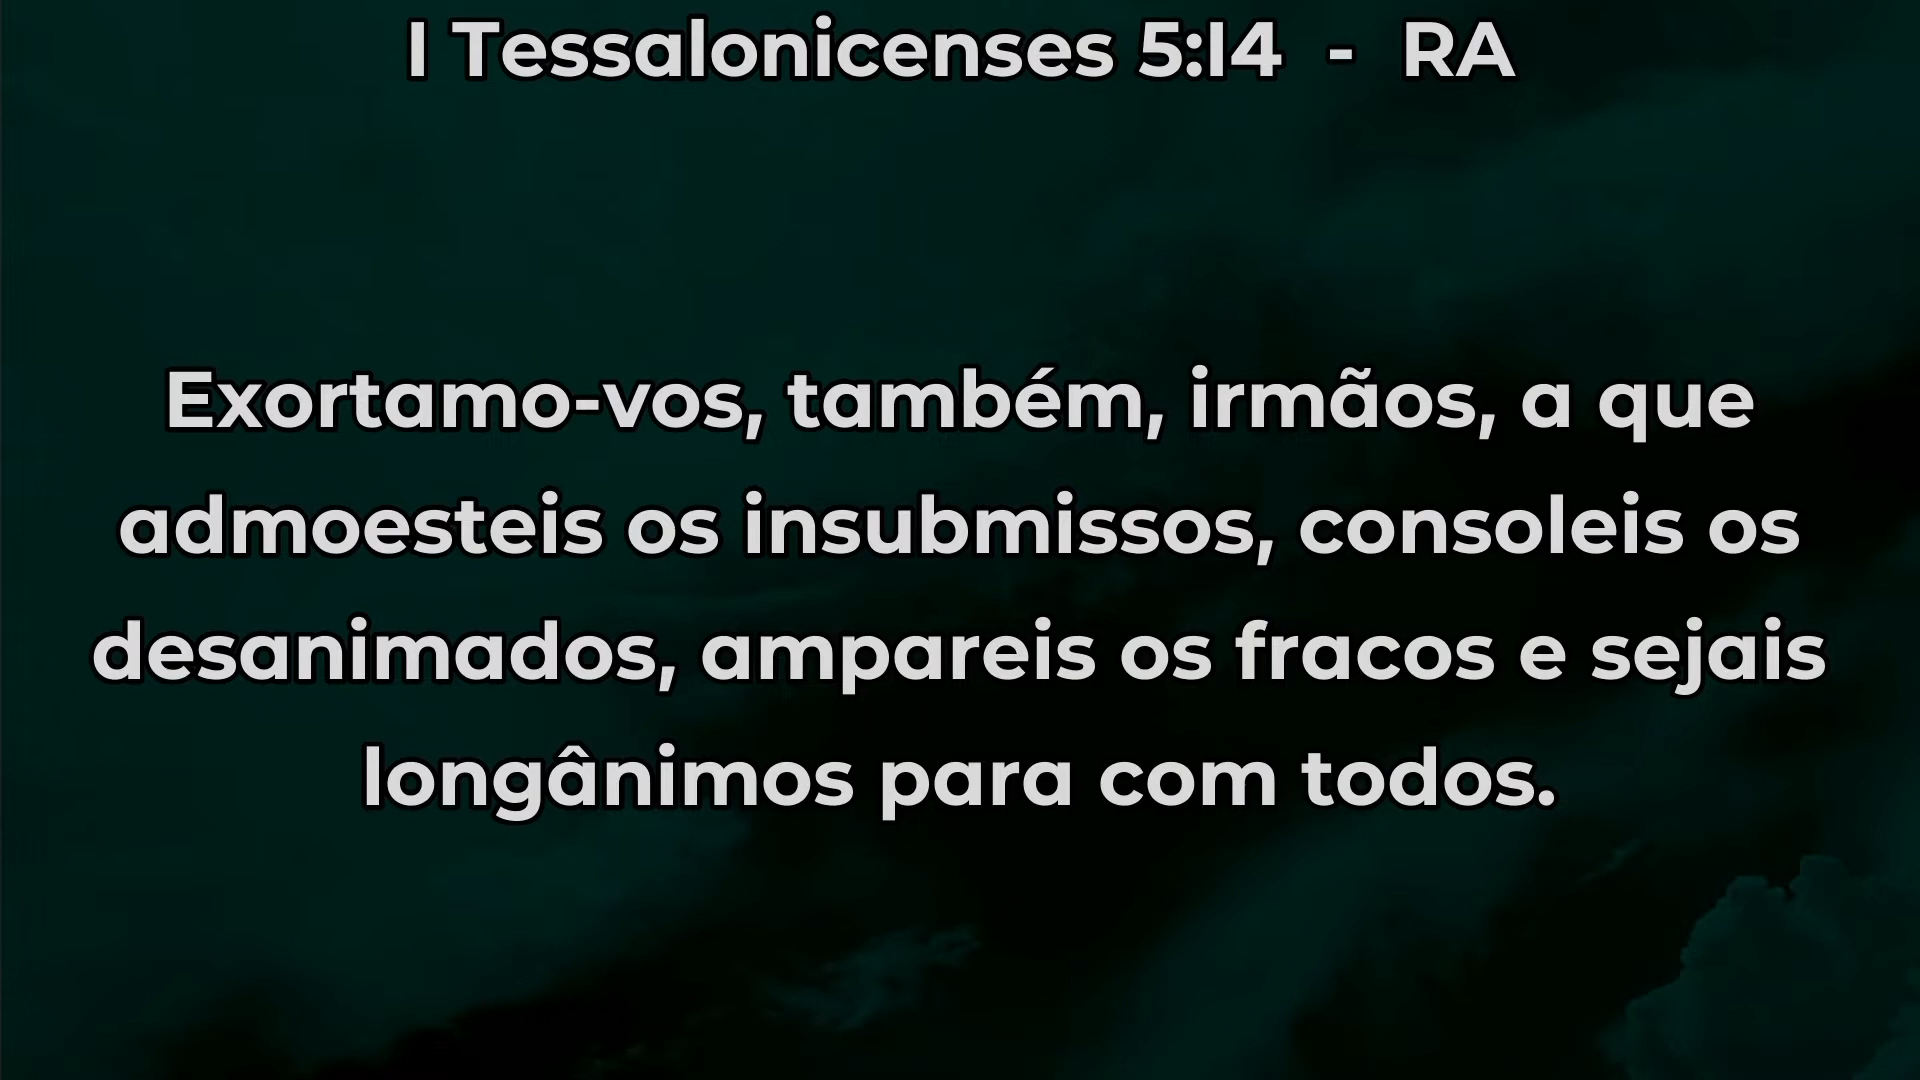 I Tessalonicenses 5:14 - RA
Exortamo-vos, também, irmãos, a que
admoesteis os insubmissos, consoleis os
desanimados, ampareis os fracos e sejais
longânimos para com todos.